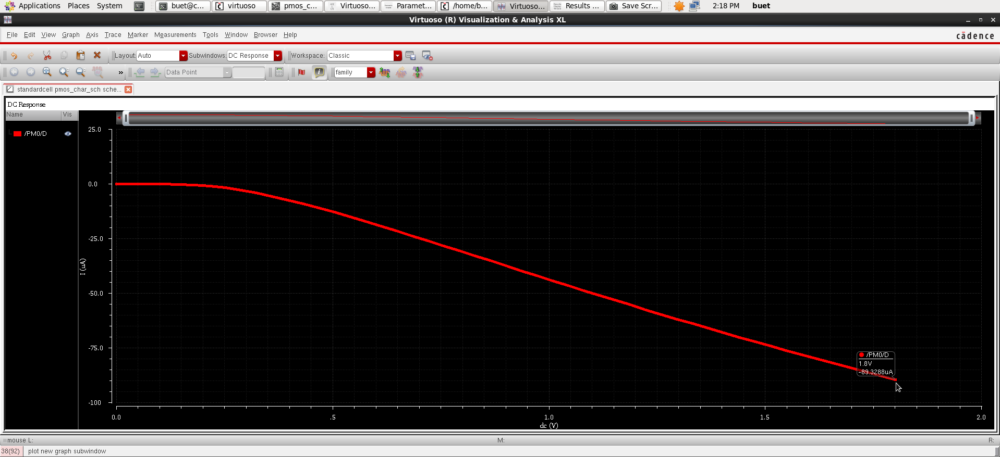 Applications Places System buet@c... virtuoso pmos_c... Virtuoso... Paramet... /home/b... Virtuoso... Results ... Save Scr... 2:18 PM buet
Virtuoso (R) Visualization & Analysis XL
File Edit View Graph Axis Trace Marker Measurements Tools Window Browser Help
cādence
Layout: Auto Subwindows: DC Response Workspace: Classic
» Data Point family
standardcell pmos_char_sch sche...
DC Response
Name Vis
/PM0/D
25.0
0.0
-25.0
I (uA)
-50.0
-75.0
-100
/PM0/D
1.8V
-89.3288uA
0.0 .5 1.0 1.5 2.0
dc (V)
mouse L: M: R:
38(92) plot new graph subwindow